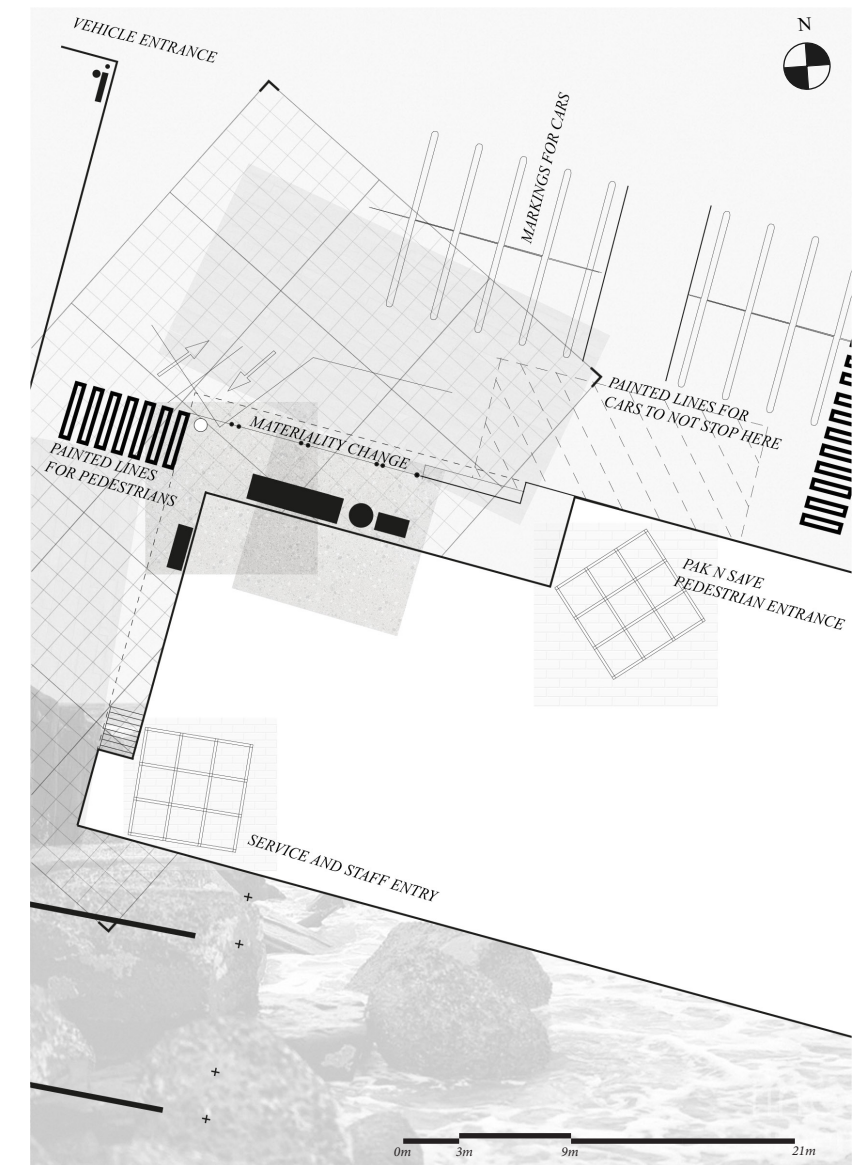 VEHICLE ENTRANCE
N
MARKINGS FOR CARS
PAINTED LINES FOR
CARS TO NOT STOP HERE
MATERIALITY CHANGE
PAINTED LINES
FOR PEDESTRIANS
PAK N SAVE
PEDESTRIAN ENTRANCE
SERVICE AND STAFF ENTRY
0m 3m 9m 21m